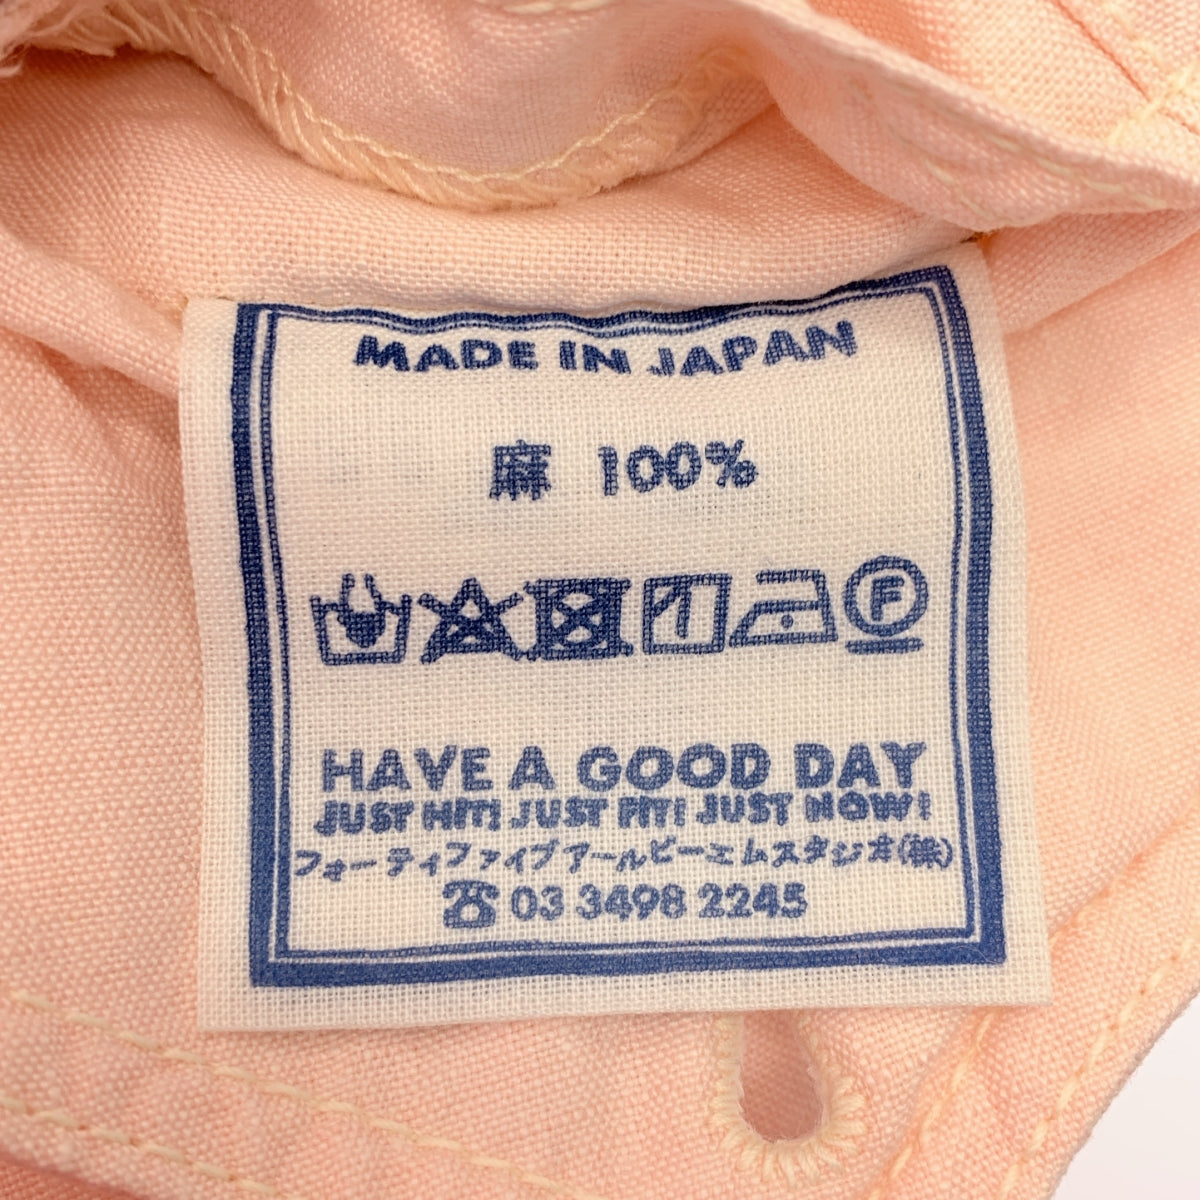 MADE IN JAPAN
麻 100%
F
HAVE A GOOD DAY
JUST HIT! JUST FIT! JUST NOW!
フォーティファイブアールピーエムスタジオ(株)
☎ 03 3498 2245